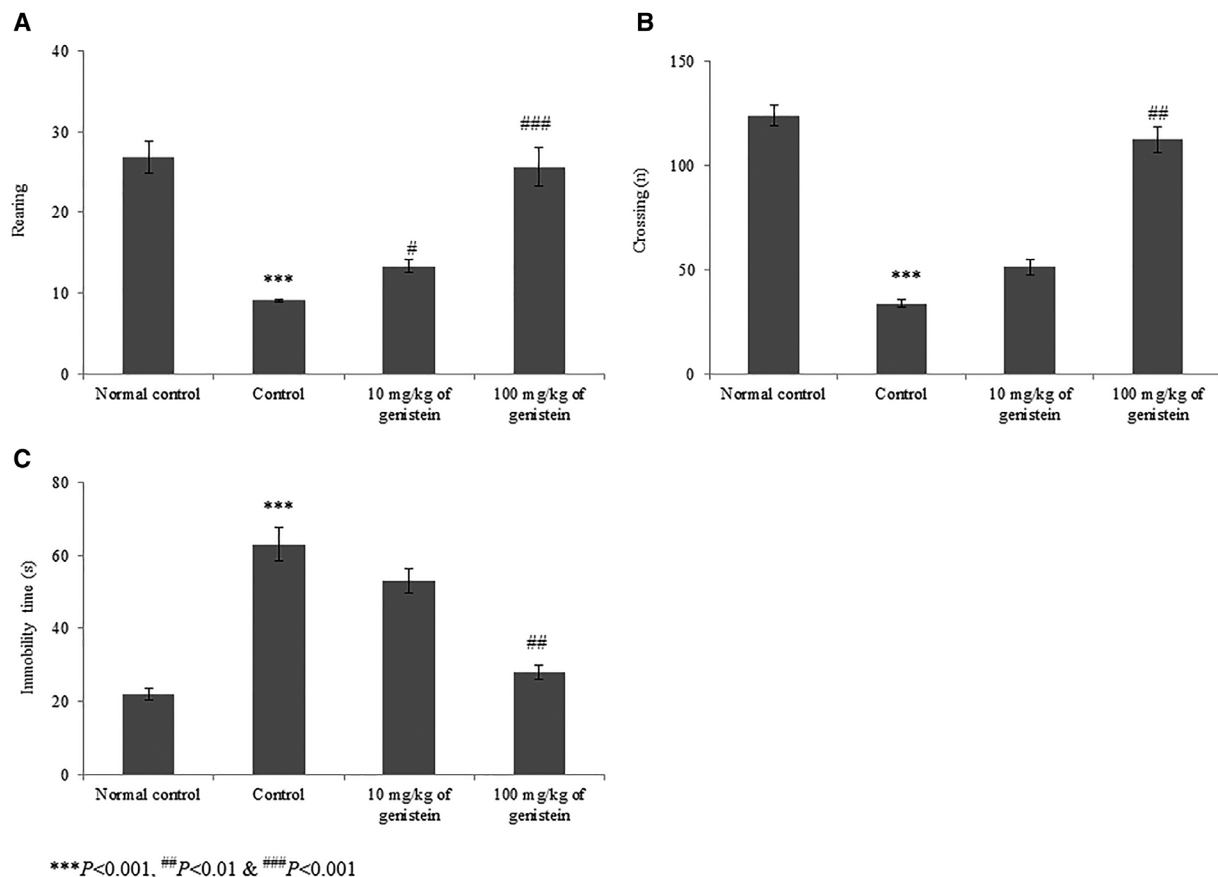 A
40
30
20
10
0
Rearing
***
#
###
Normal control
Control
10 mg/kg of
genistein
100 mg/kg of
genistein
B
150
100
50
0
Crossing (n)
***
##
Normal control
Control
10 mg/kg of
genistein
100 mg/kg of
genistein
C
80
60
40
20
0
Immobility time (s)
***
##
Normal control
Control
10 mg/kg of
genistein
100 mg/kg of
genistein
***P<0.001, ##P<0.01 & ###P<0.001